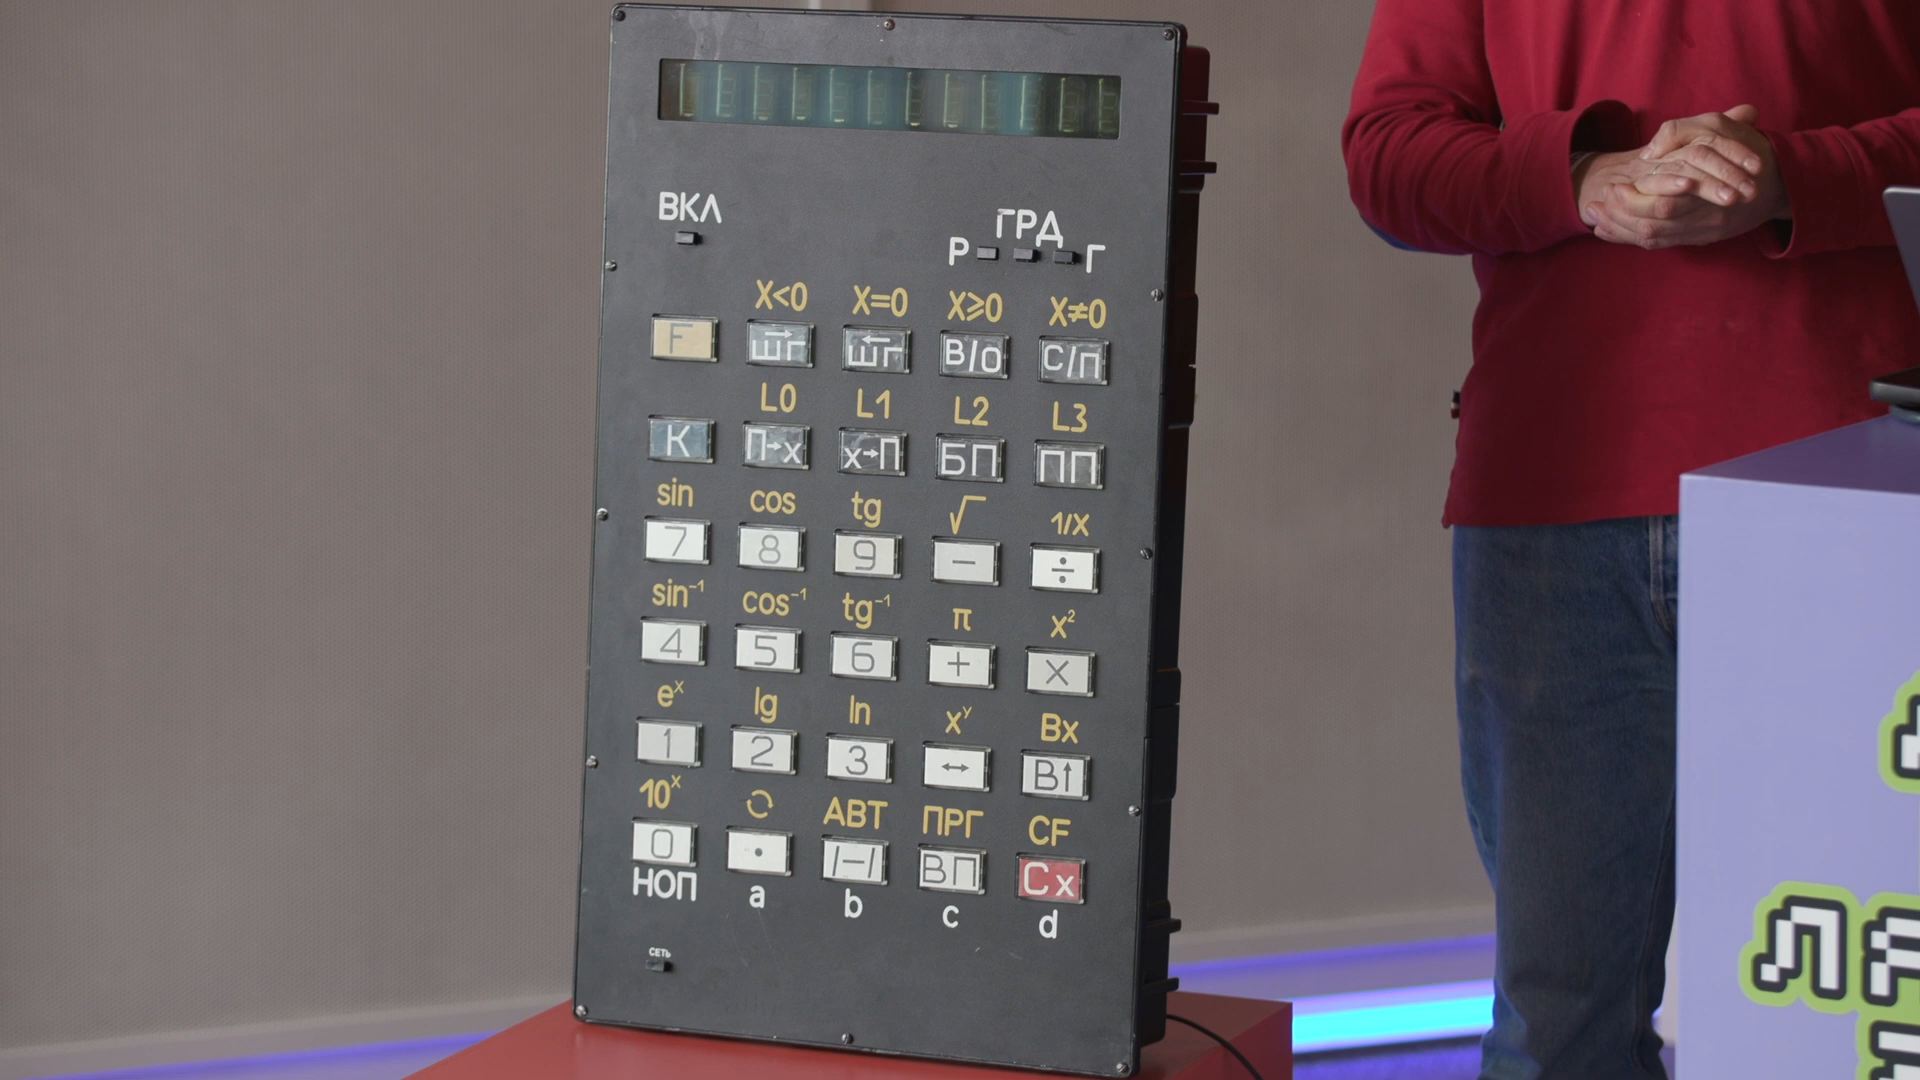 ВКЛ
ГРД
Р Г
X<0 X=0 X≥0 X≠0
F ШГ→ ШГ← В/О С/П
L0 L1 L2 L3
К П→х х→П БП ПП
sin cos tg √ 1/X
7 8 9 − ÷
sin⁻¹ cos⁻¹ tg⁻¹ π x²
4 5 6 + ×
eˣ lg ln xʸ Bx
1 2 3 ↔ В↑
10ˣ ⟳ АВТ ПРГ CF
0 · /−/ ВП Сх
НОП a b c d
СЕТЬ